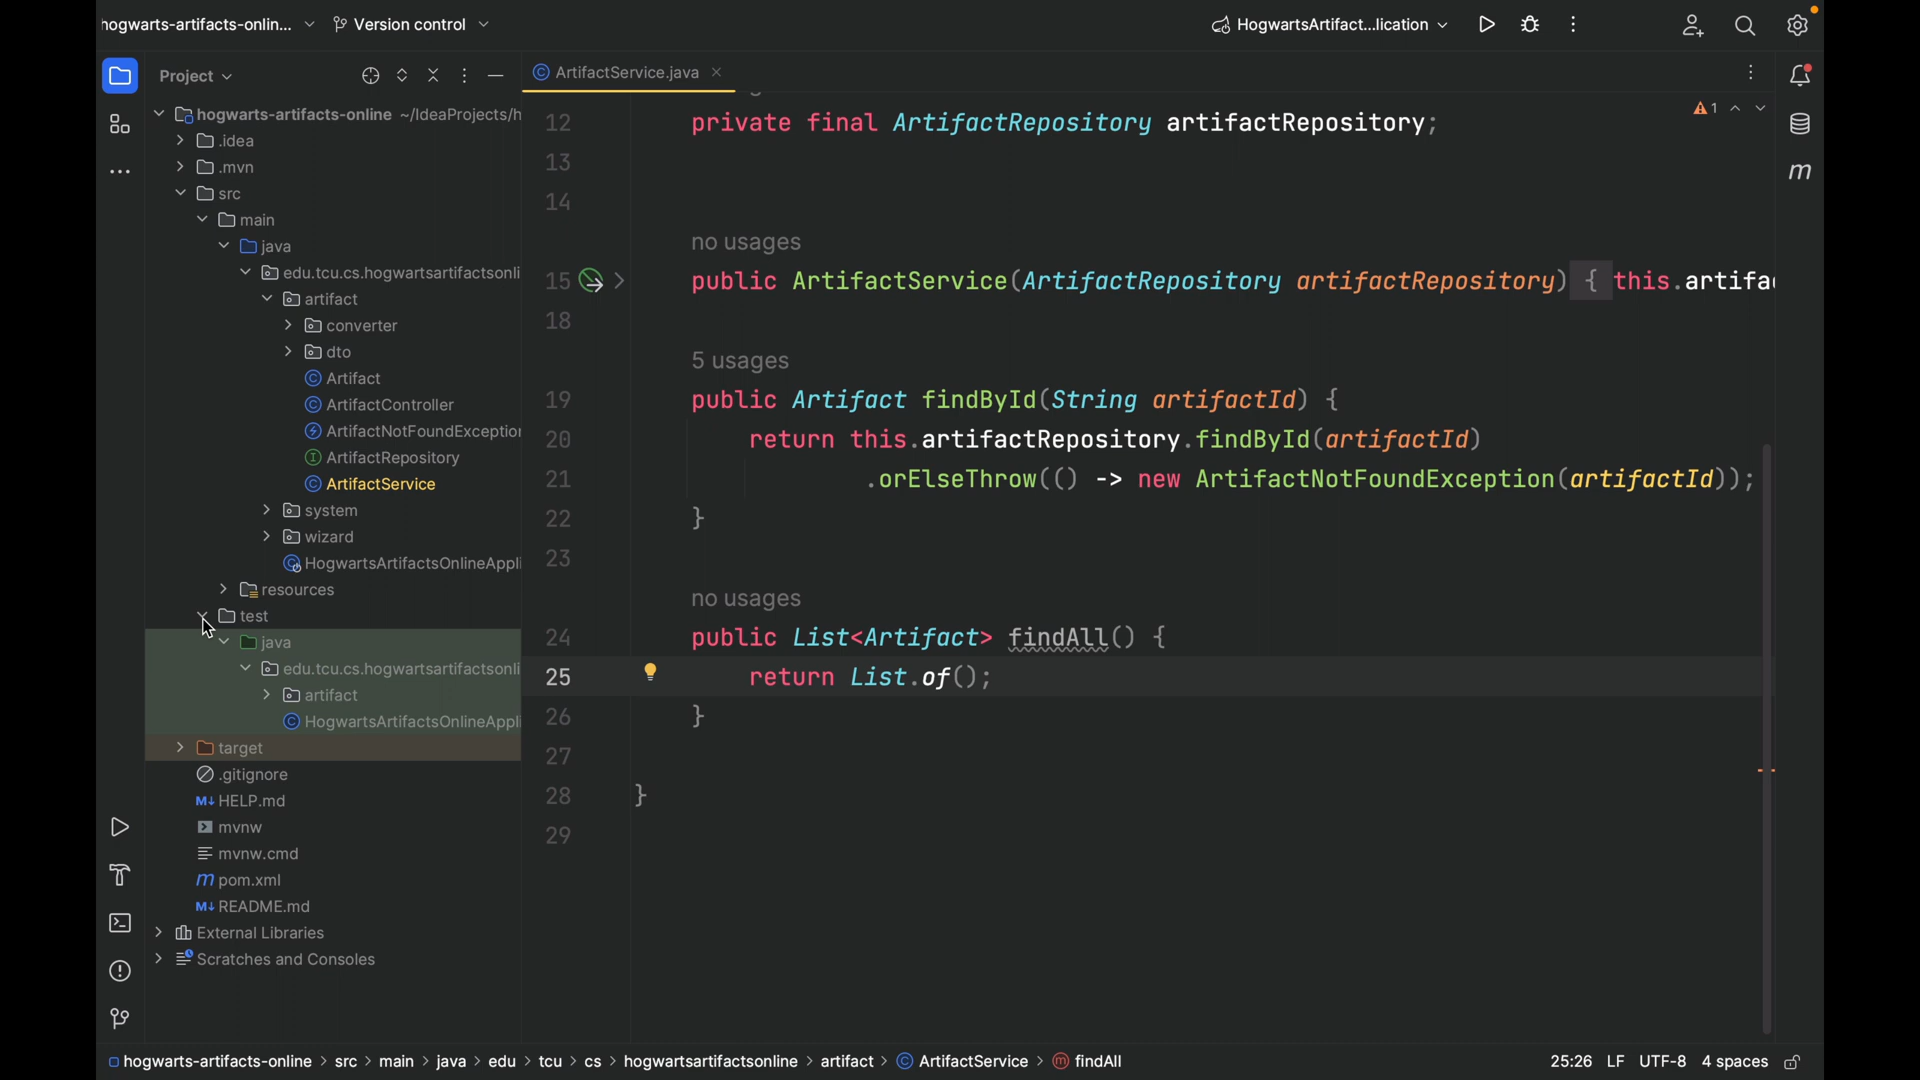 hogwarts-artifacts-onlin... Version control HogwartsArtifact...lication
Project
ArtifactService.java
hogwarts-artifacts-online ~/IdeaProjects/h
.idea
.mvn
src
main
java
edu.tcu.cs.hogwartsartifactsonli
artifact
converter
dto
Artifact
ArtifactController
ArtifactNotFoundException
ArtifactRepository
ArtifactService
system
wizard
HogwartsArtifactsOnlineAppli
resources
test
java
edu.tcu.cs.hogwartsartifactsonli
artifact
HogwartsArtifactsOnlineAppli
target
.gitignore
M↓ HELP.md
mvnw
mvnw.cmd
m pom.xml
M↓ README.md
External Libraries
Scratches and Consoles
1
m
12 private final ArtifactRepository artifactRepository;
13
14
no usages
15 public ArtifactService(ArtifactRepository artifactRepository) { this.artifac
18
5 usages
19 public Artifact findById(String artifactId) {
20 return this.artifactRepository.findById(artifactId)
21 .orElseThrow(() -> new ArtifactNotFoundException(artifactId));
22 }
23
no usages
24 public List<Artifact> findAll() {
25 return List.of();
26 }
27
28 }
29
hogwarts-artifacts-online > src > main > java > edu > tcu > cs > hogwartsartifactsonline > artifact > ArtifactService > findAll 25:26 LF UTF-8 4 spaces